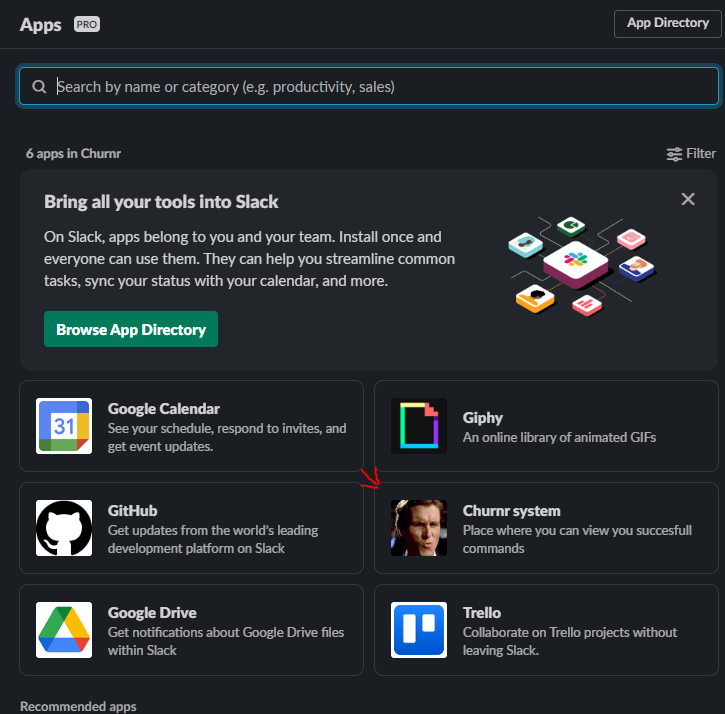 Apps PRO
App Directory
Search by name or category (e.g. productivity, sales)
6 apps in Churnr
Filter
Bring all your tools into Slack
On Slack, apps belong to you and your team. Install once and
everyone can use them. They can help you streamline common
tasks, sync your status with your calendar, and more.
Browse App Directory
31
Google Calendar
See your schedule, respond to invites, and
get event updates.
Giphy
An online library of animated GIFs
GitHub
Get updates from the world's leading
development platform on Slack
Churnr system
Place where you can view you succesfull
commands
Google Drive
Get notifications about Google Drive files
within Slack
Trello
Collaborate on Trello projects without
leaving Slack.
Recommended apps